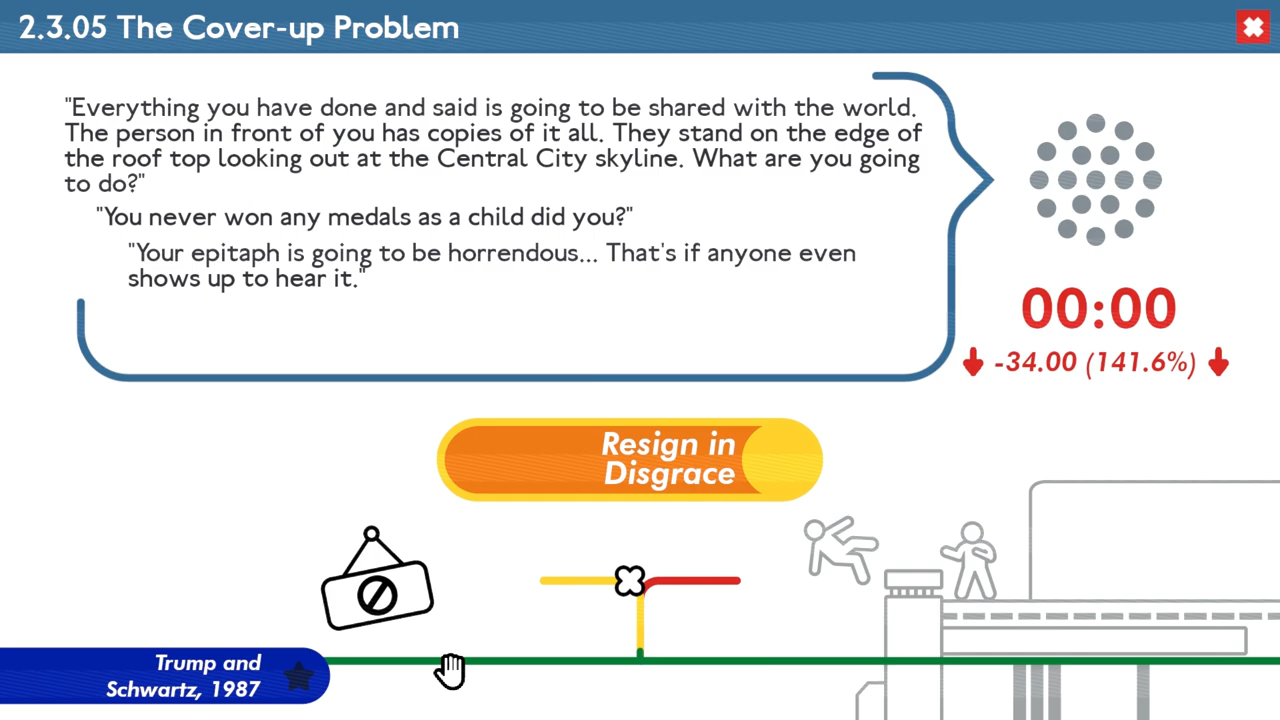 2.3.05 The Cover-up Problem
"Everything you have done and said is going to be shared with the world.
The person in front of you has copies of it all. They stand on the edge of
the roof top looking out at the Central City skyline. What are you going
to do?"
"You never won any medals as a child did you?"
"Your epitaph is going to be horrendous... That's if anyone even
shows up to hear it."
00:00
-34.00 (141.6%)
Resign in
Disgrace
Trump and
Schwartz, 1987